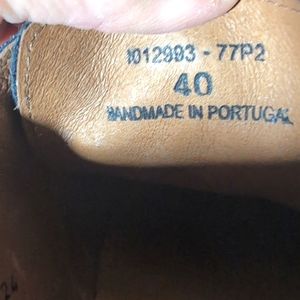 1012993 - 77P2
40
HANDMADE IN PORTUGAL